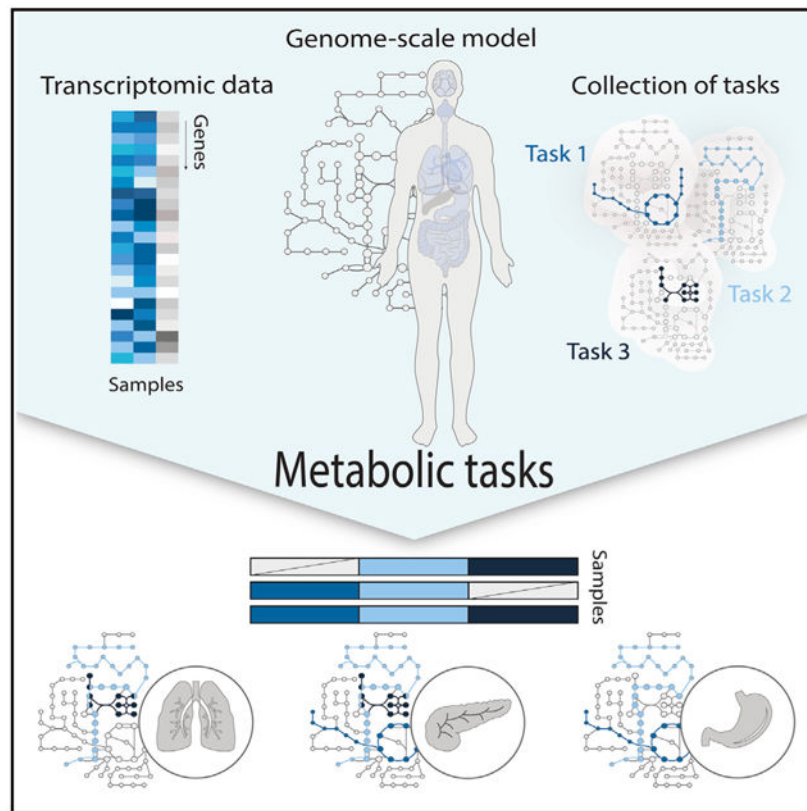 Genome-scale model
Transcriptomic data
Collection of tasks
Genes
Task 1
Task 2
Task 3
Samples
Metabolic tasks
Samples